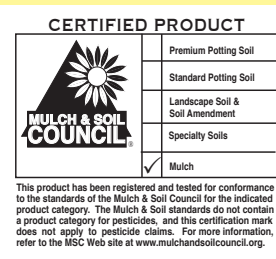 CERTIFIED PRODUCT
MULCH & SOIL
COUNCIL®
Premium Potting Soil
Standard Potting Soil
Landscape Soil &
Soil Amendment
Specialty Soils
✓ Mulch
This product has been registered and tested for conformance
to the standards of the Mulch & Soil Council for the indicated
product category. The Mulch & Soil standards do not contain
a product category for pesticides, and this certification mark
does not apply to pesticide claims. For more information,
refer to the MSC Web site at www.mulchandsoilcouncil.org.